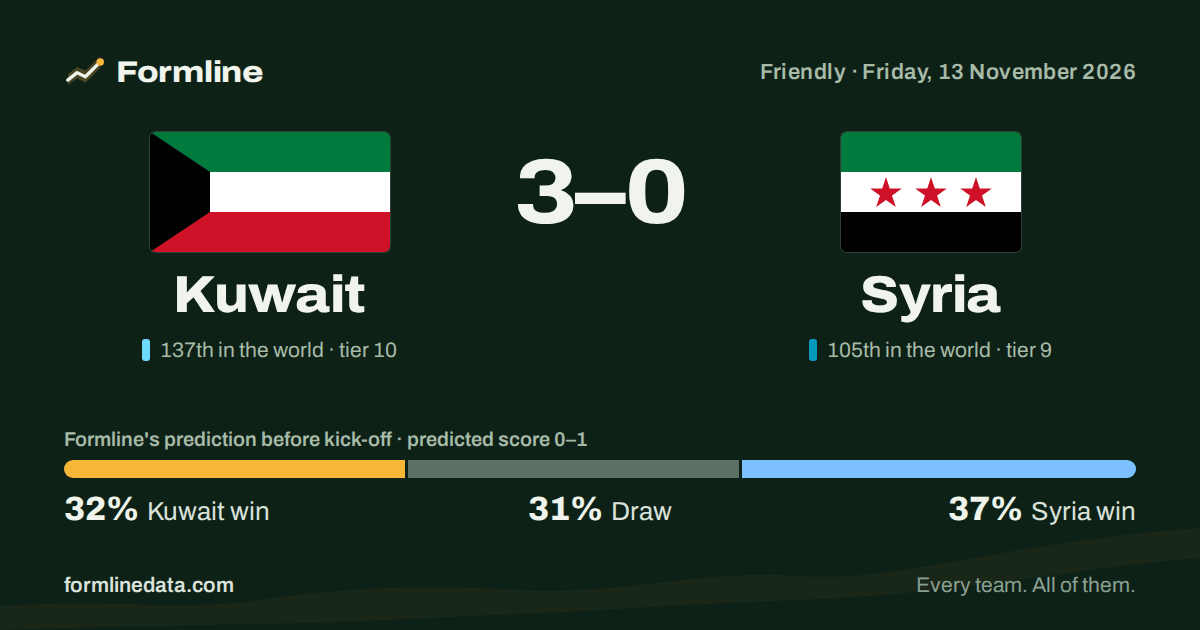 Formline
Friendly · Friday, 13 November 2026
3–0
Kuwait
Syria
137th in the world · tier 10
105th in the world · tier 9
Formline's prediction before kick-off · predicted score 0–1
32% Kuwait win
31% Draw
37% Syria win
formlinedata.com
Every team. All of them.